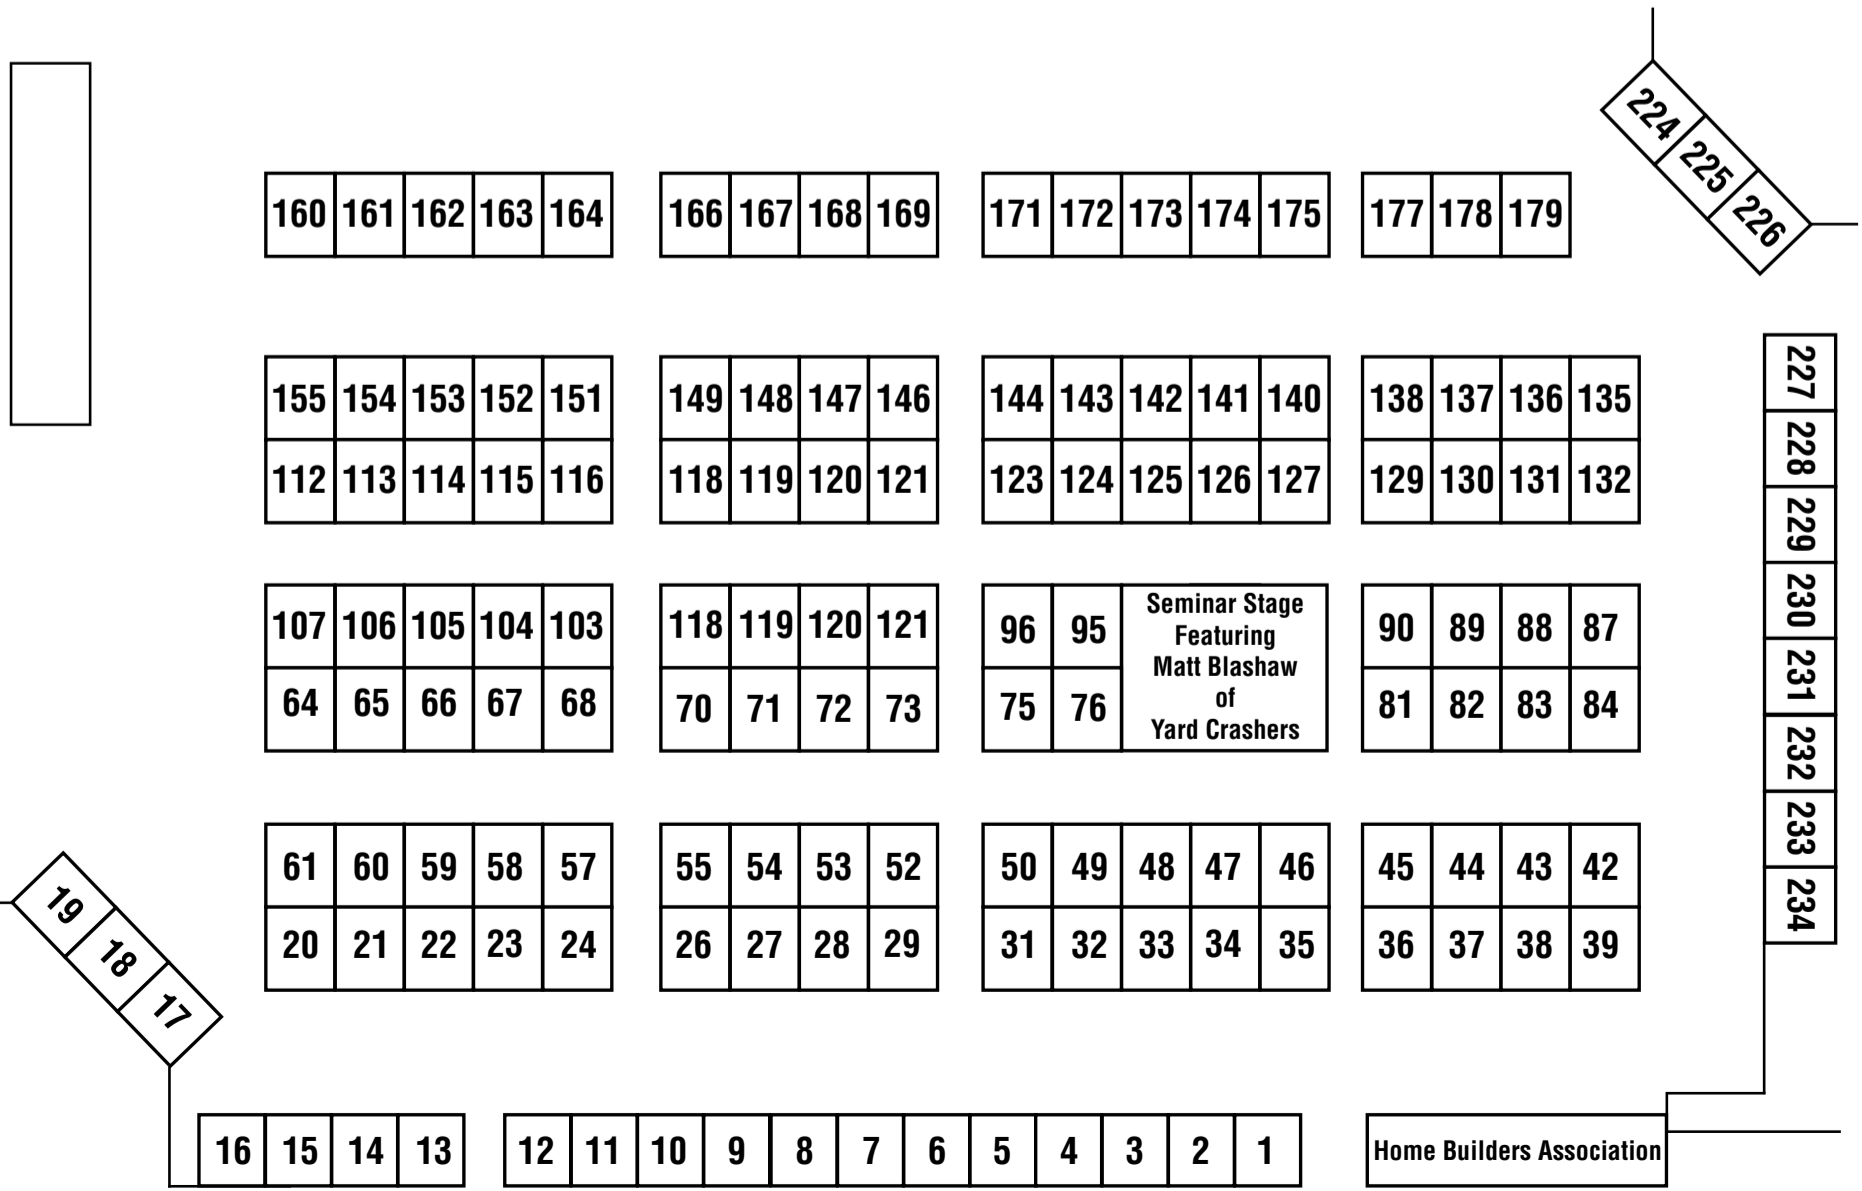 224
225
226
160 161 162 163 164 166 167 168 169 171 172 173 174 175 177 178 179
227
228
229
230
231
232
233
234
155 154 153 152 151 149 148 147 146 144 143 142 141 140 138 137 136 135
112 113 114 115 116 118 119 120 121 123 124 125 126 127 129 130 131 132
107 106 105 104 103 118 119 120 121 96 95
Seminar Stage
Featuring
Matt Blashaw
of
Yard Crashers
90 89 88 87
64 65 66 67 68 70 71 72 73 75 76 81 82 83 84
61 60 59 58 57 55 54 53 52 50 49 48 47 46 45 44 43 42
20 21 22 23 24 26 27 28 29 31 32 33 34 35 36 37 38 39
19
18
17
16 15 14 13 12 11 10 9 8 7 6 5 4 3 2 1 Home Builders Association